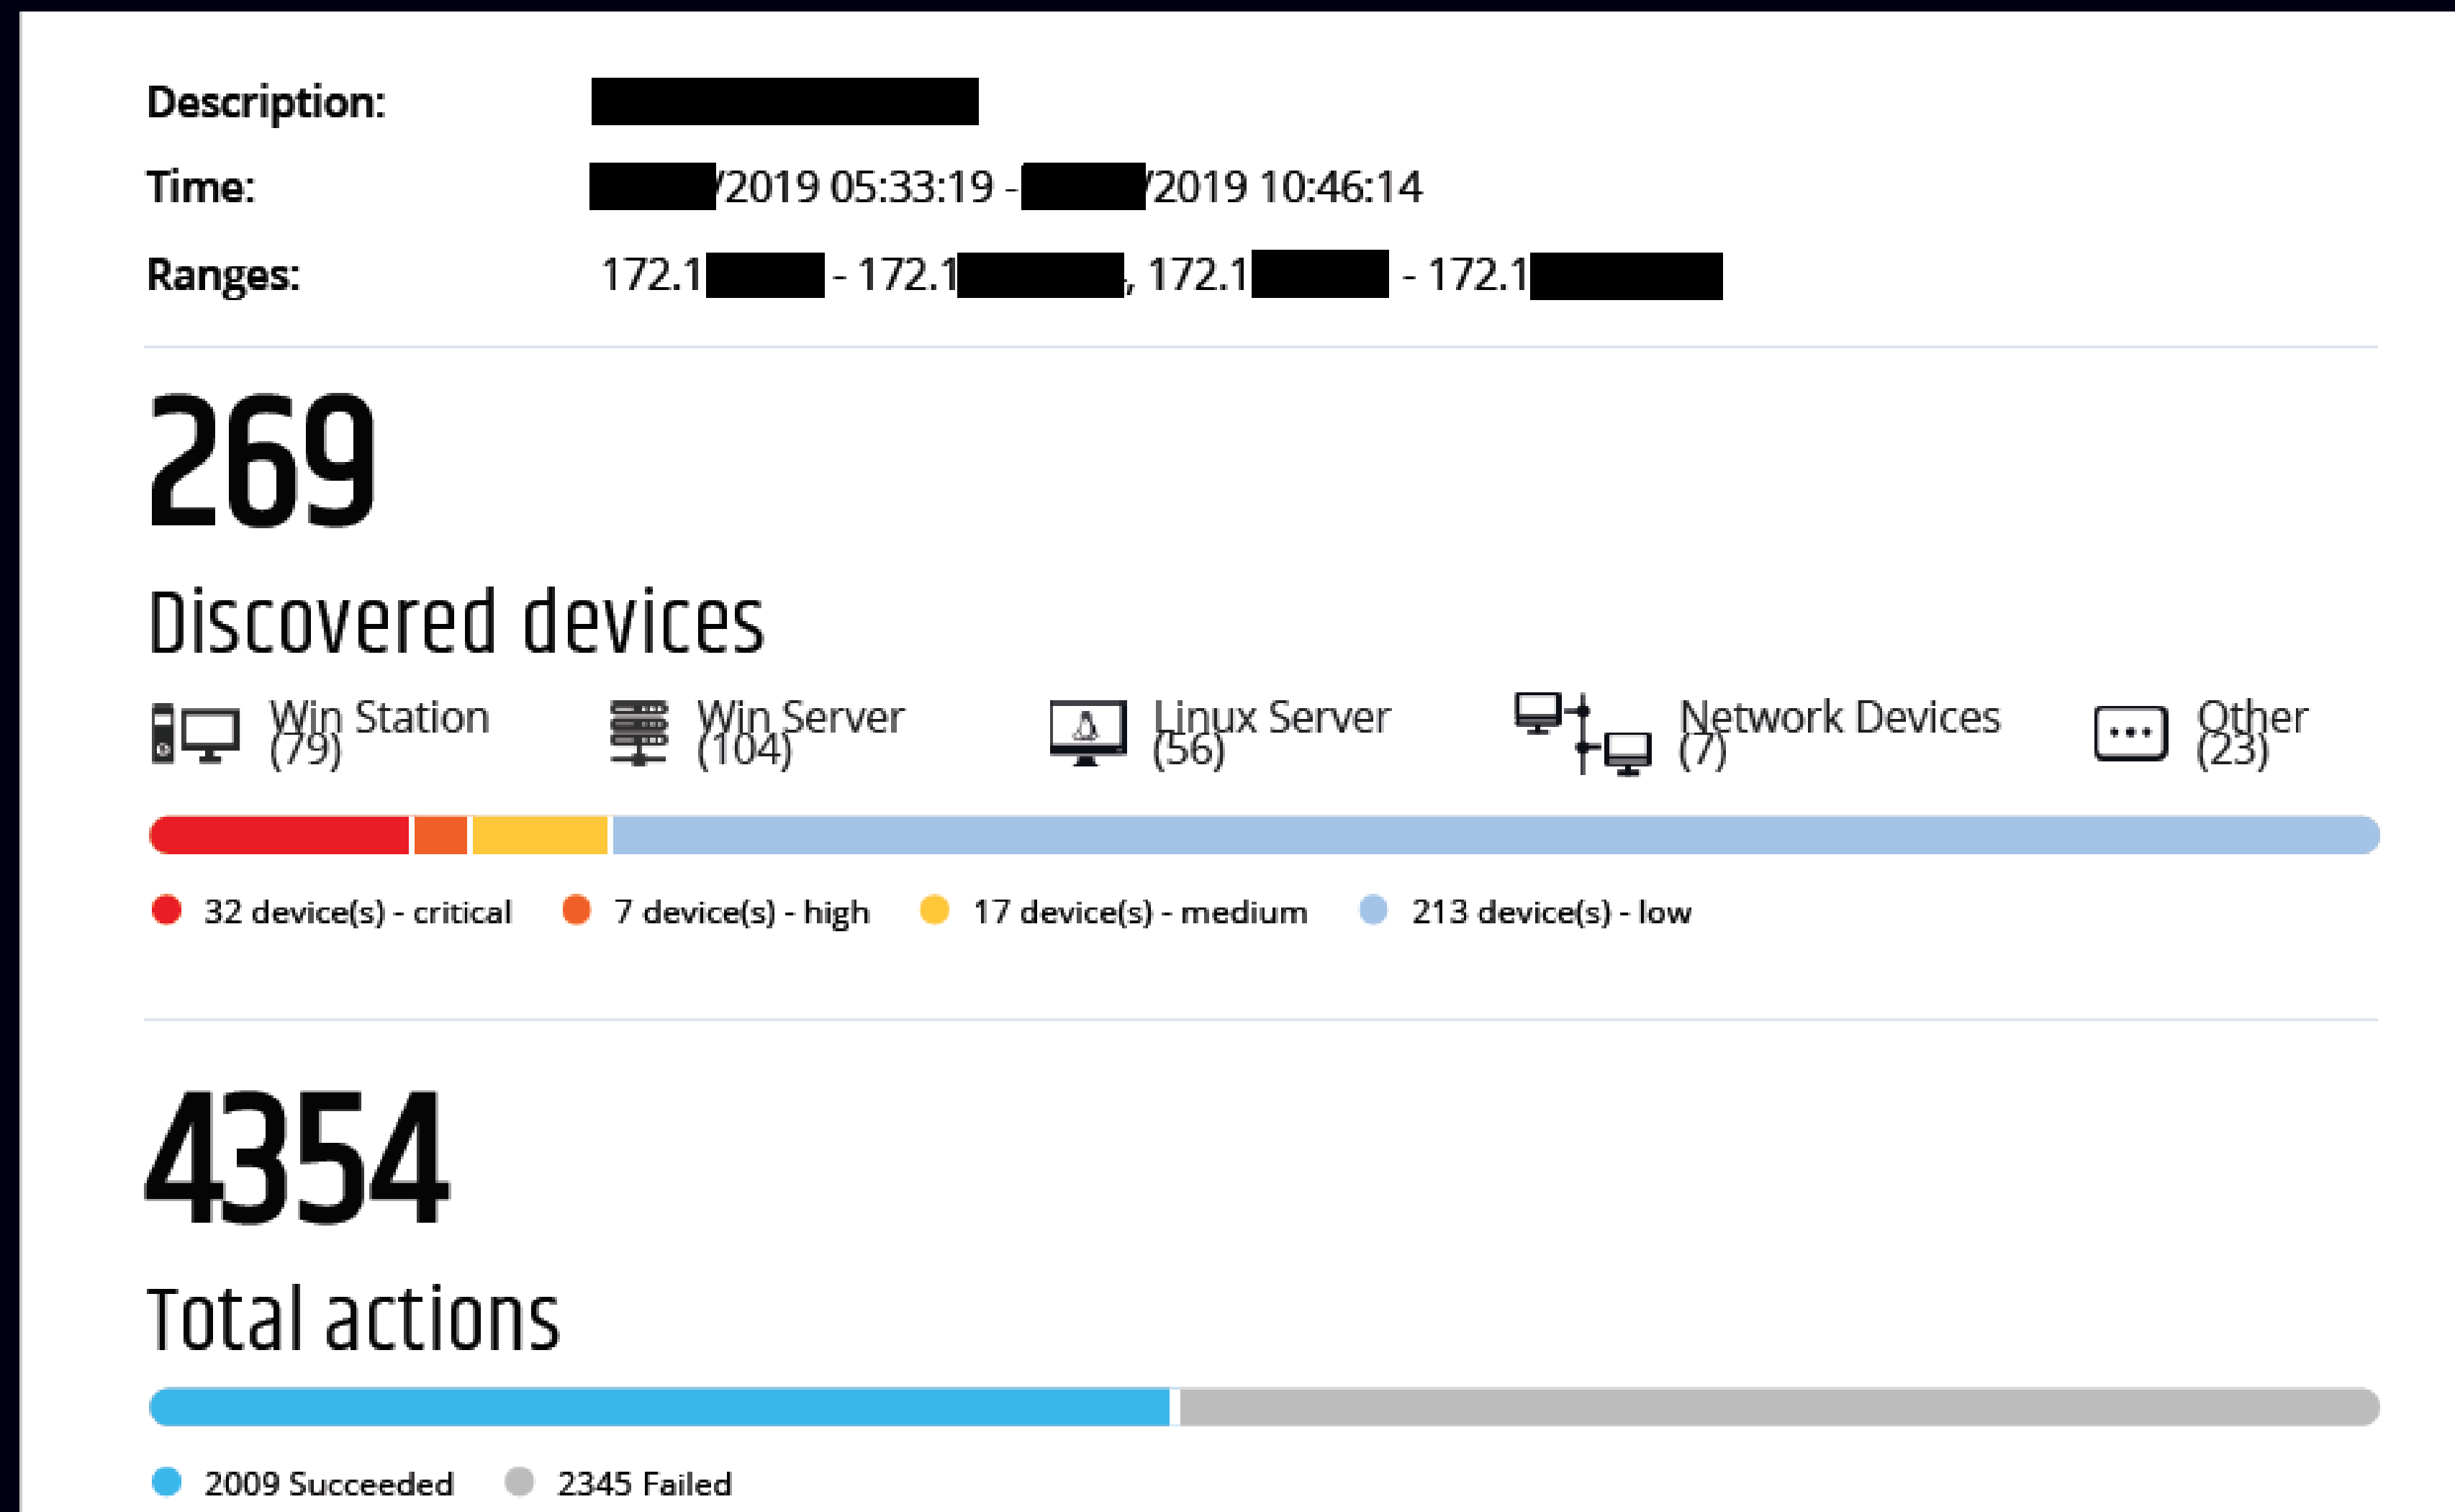 Description:
Time: /2019 05:33:19 - /2019 10:46:14
Ranges: 172.1 - 172.1 , 172.1 - 172.1
269
Discovered devices
Win Station (79)
Win Server (104)
Linux Server (56)
Network Devices (7)
Other (23)
32 device(s) - critical 7 device(s) - high 17 device(s) - medium 213 device(s) - low
4354
Total actions
2009 Succeeded 2345 Failed